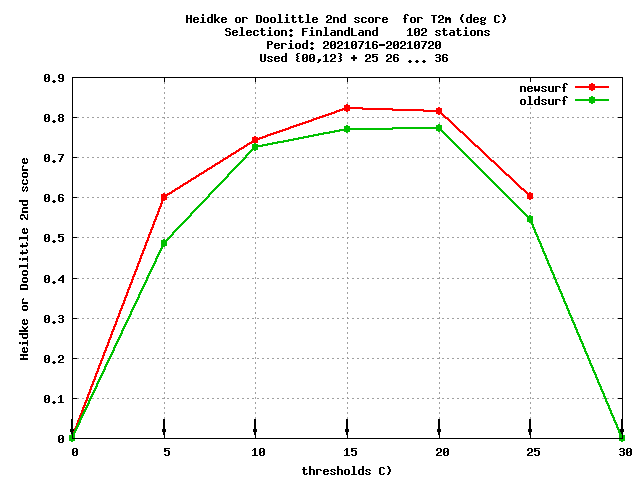 Heidke or Doolittle 2nd score  for T2m (deg C)
Selection: FinlandLand    102 stations
Period: 20210716-20210720
Used {00,12} + 25 26 ... 36
newsurf
oldsurf
Heidke or Doolittle 2nd score
0.9
0.8
0.7
0.6
0.5
0.4
0.3
0.2
0.1
0
0 5 10 15 20 25 30
thresholds C)